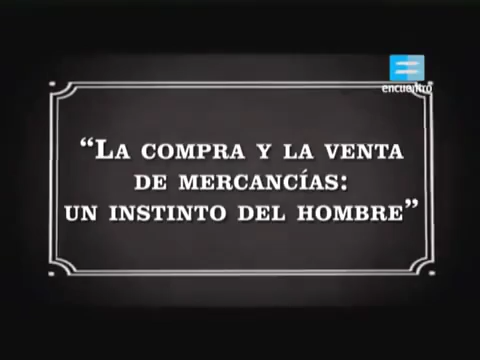 encuentro
“LA COMPRA Y LA VENTA
DE MERCANCÍAS:
UN INSTINTO DEL HOMBRE”